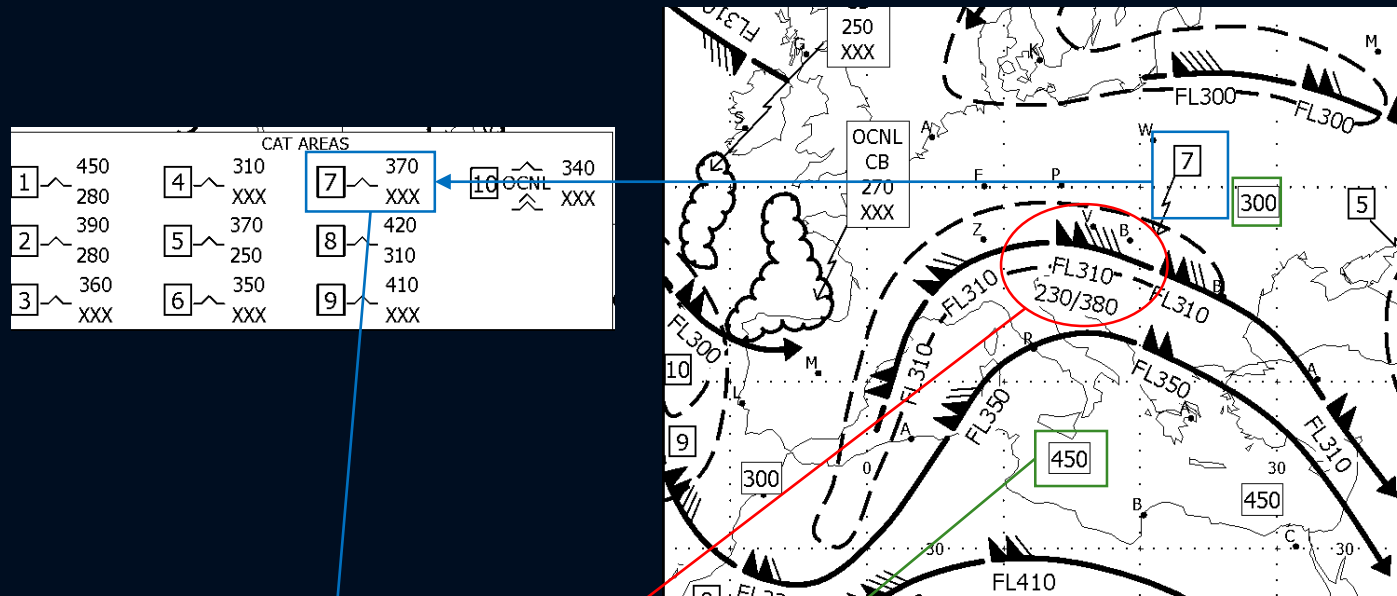 CAT AREAS
1 450 280
2 390 280
3 360 XXX
4 310 XXX
5 370 250
6 350 XXX
7 370 XXX
8 420 310
9 410 XXX
10 OCNL 340 XXX
FL310
G
250
XXX
K
M
FL300
FL300
S
A
OCNL
CB
270
XXX
W
7
300
5
F
P
Z
V
B
FL310
230/380
FL310
FL310
B
FL300
M
10
L
FL310
R
FL350
A
A
FL350
9
A
0
300
450
30
450
FL310
B
C
30
30
FL410